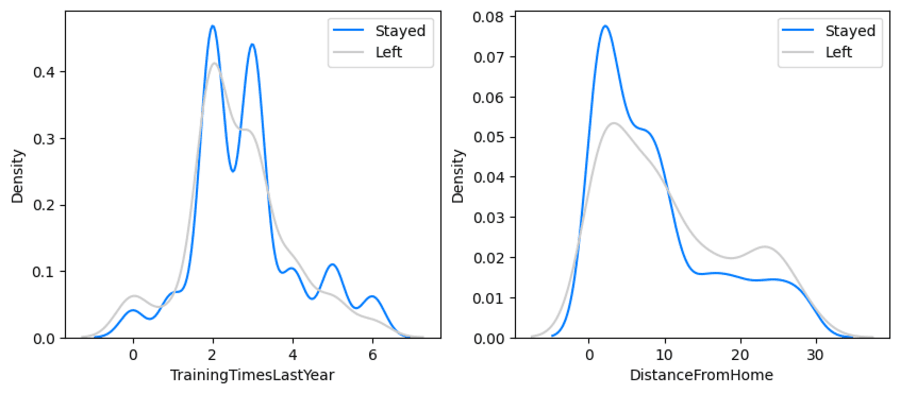 Stayed
Left
0.4
0.3
0.2
0.1
0.0
Density
0 2 4 6
TrainingTimesLastYear
Stayed
Left
0.08
0.07
0.06
0.05
0.04
0.03
0.02
0.01
0.00
Density
0 10 20 30
DistanceFromHome